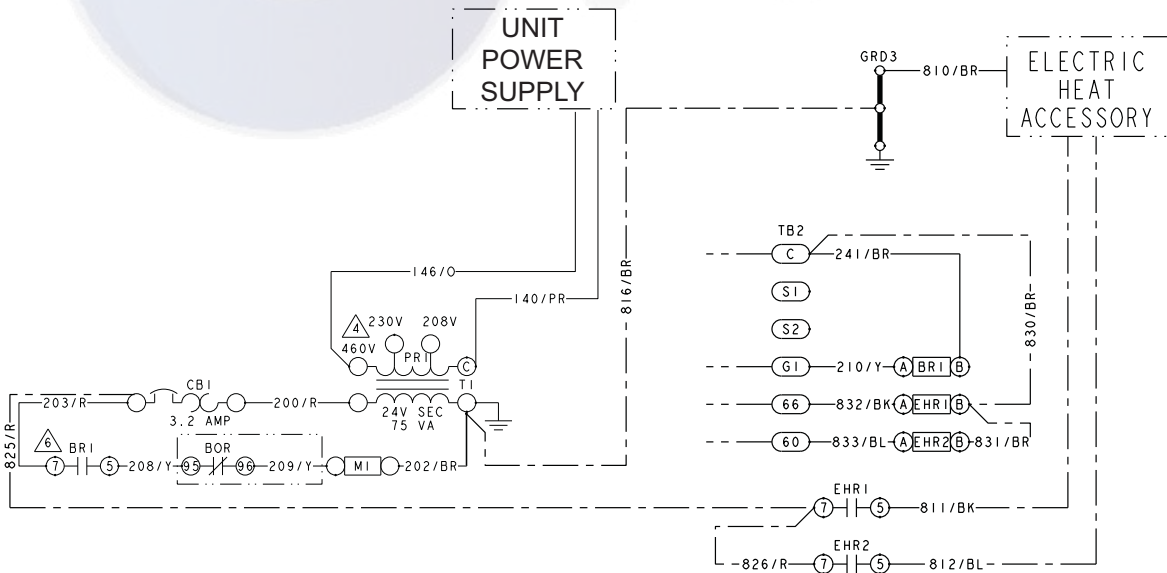 UNIT
POWER
SUPPLY
GRD3
810/BR
ELECTRIC
HEAT
ACCESSORY
816/BR
TB2
C
241/BR
830/BR
S1
S2
G1
210/Y
A
BR1
B
66
832/BK
A
EHR1
B
60
833/BL
A
EHR2
B
831/BR
146/O
140/PR
4
230V
208V
460V
PR1
C
T1
24V SEC
75 VA
CB1
203/R
3.2 AMP
200/R
825/R
6
BR1
7
5
208/Y
BOR
95
96
209/Y
M1
202/BR
EHR1
7
5
811/BK
EHR2
826/R
7
5
812/BL